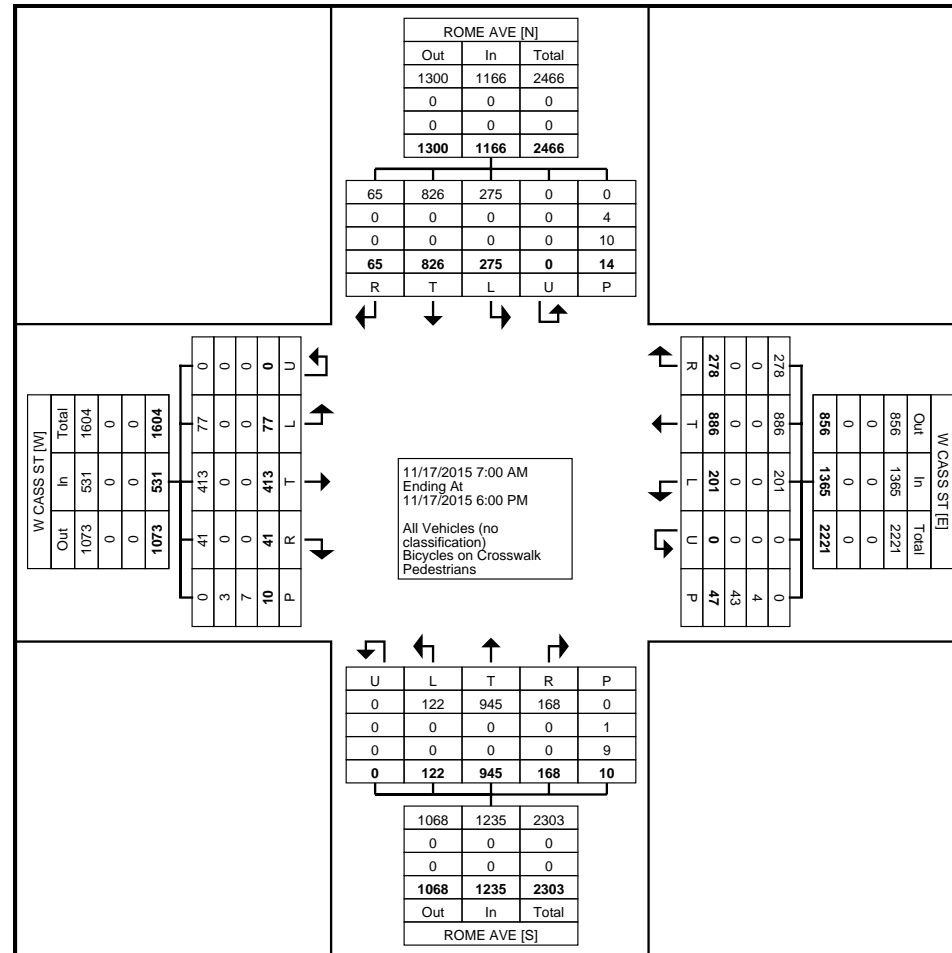 ROME AVE [N]
Out In Total
1300 1166 2466
0 0 0
0 0 0
1300 1166 2466
65 826 275 0 0
0 0 0 0 4
0 0 0 0 10
65 826 275 0 14
R T L U P
W CASS ST [W]
Total In Out
1604 531 1073
0 0 0
0 0 0
1604 531 1073
0 77 413 41 0
0 0 0 0 3
0 0 0 0 7
0 77 413 41 10
U L T R P
11/17/2015 7:00 AM
Ending At
11/17/2015 6:00 PM
All Vehicles (no
classification)
Bicycles on Crosswalk
Pedestrians
W CASS ST [E]
Out In Total
856 1365 2221
0 0 0
0 0 0
856 1365 2221
278 886 201 0 0
0 0 0 0 4
0 0 0 0 43
278 886 201 0 47
R T L U P
U L T R P
0 122 945 168 0
0 0 0 0 1
0 0 0 0 9
0 122 945 168 10
1068 1235 2303
0 0 0
0 0 0
1068 1235 2303
Out In Total
ROME AVE [S]